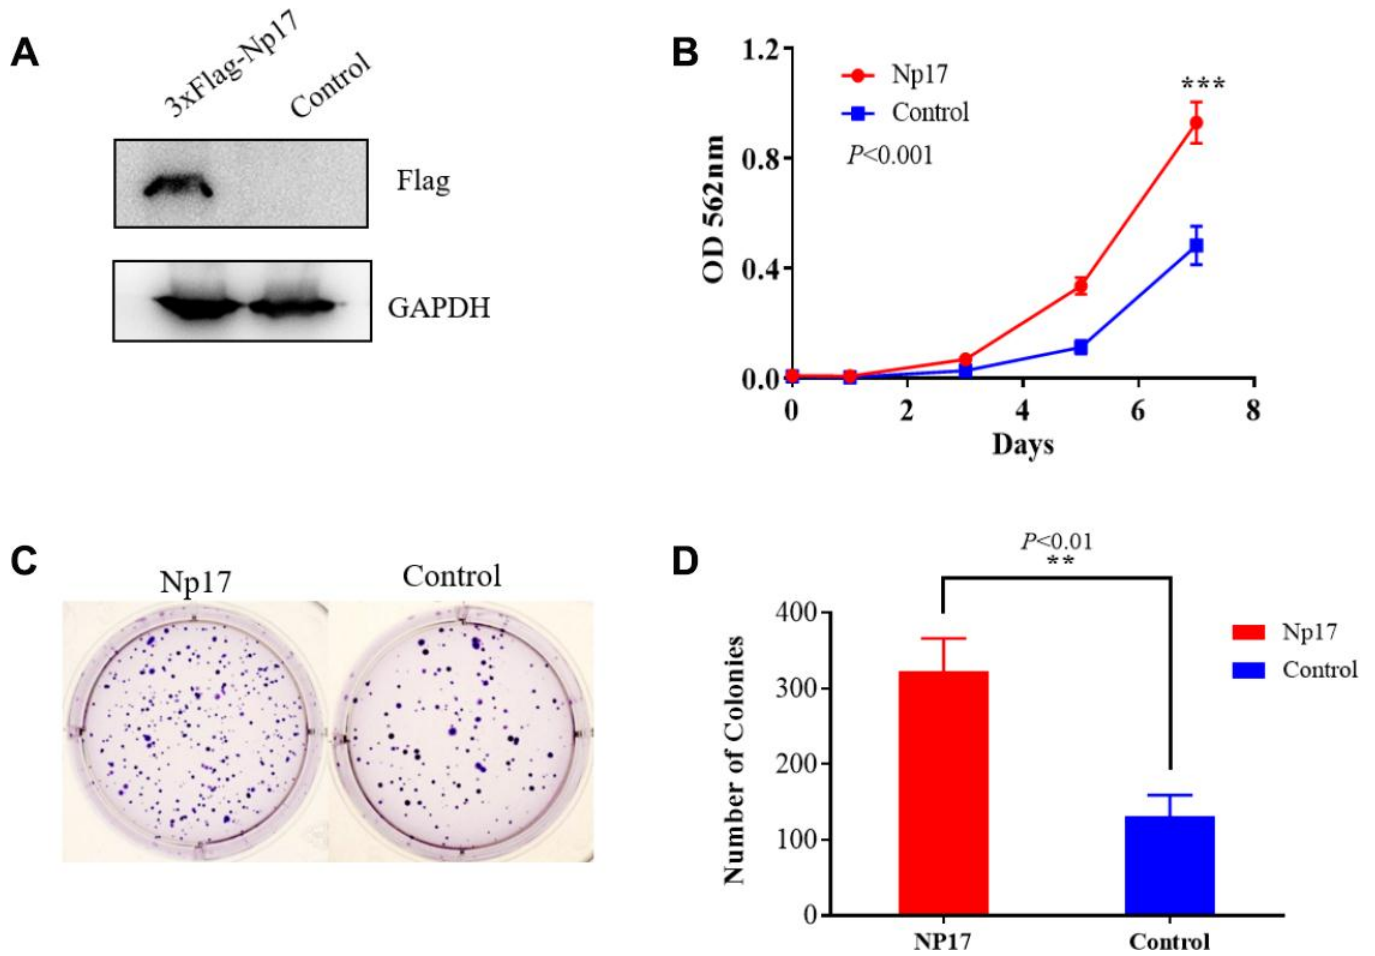 A
3xFlag-Np17
Control
Flag
GAPDH
B
Np17
Control
P<0.001
***
OD 562nm
1.2
0.8
0.4
0.0
0
2
4
6
8
Days
C
Np17
Control
D
P<0.01
**
Number of Colonies
400
300
200
100
0
NP17
Control
Np17
Control